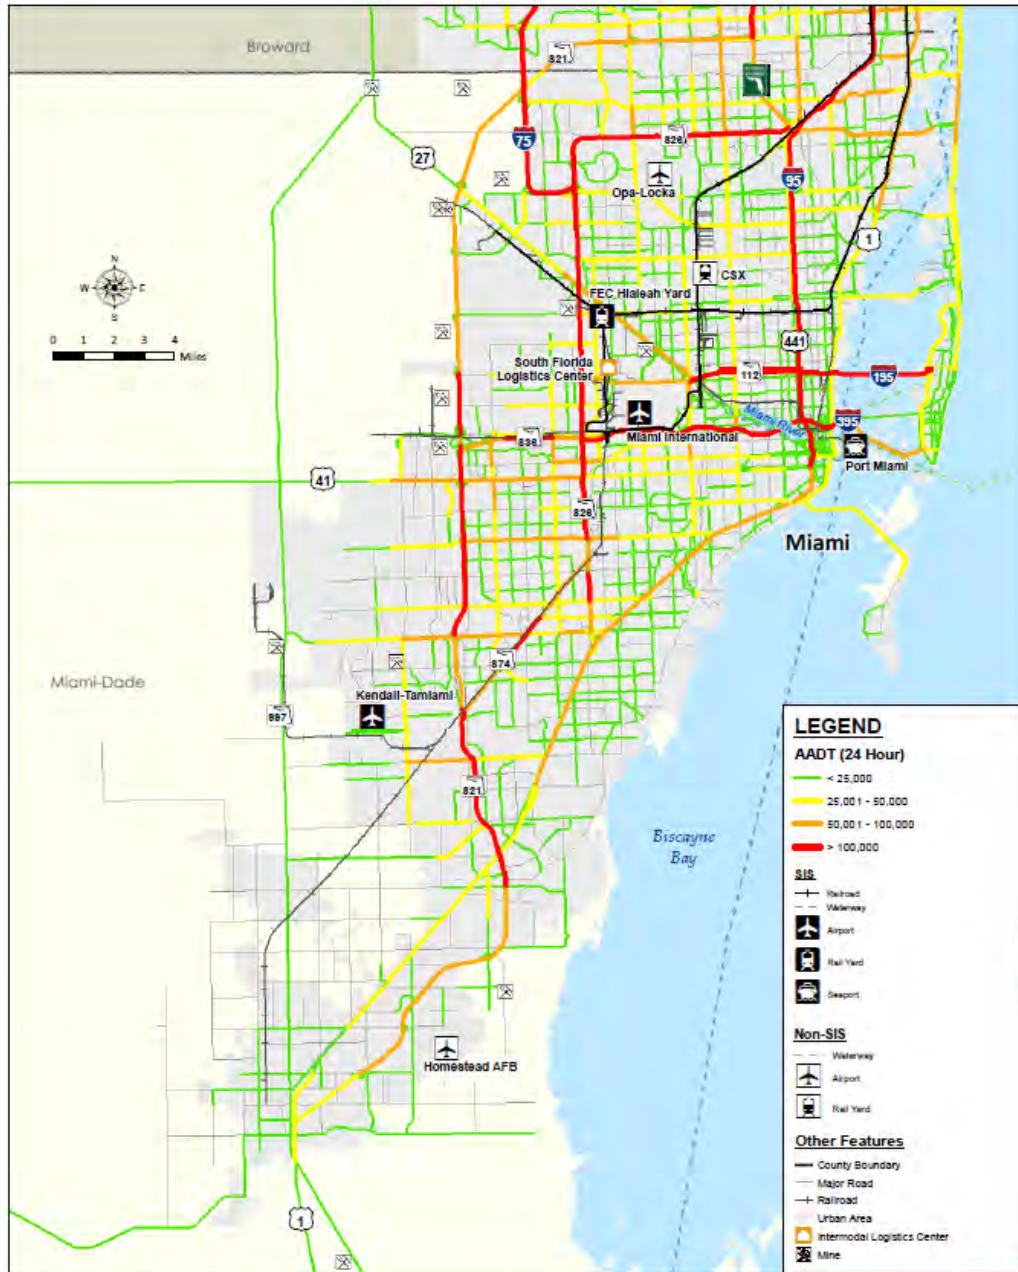 Broward
821
75
826
27
Opa-Locka
95
1
N
W
E
S
CSX
FEC Hialeah Yard
0 1 2 3 4
Miles
441
South Florida
Logistics Center
112
195
Miami River
395
836
Miami International
Port Miami
41
826
Miami
874
Miami-Dade
Kendall-Tamiami
997
821
Biscayne
Bay
Homestead AFB
1
LEGEND
AADT (24 Hour)
< 25,000
25,001 - 50,000
50,001 - 100,000
> 100,000
SIS
Railroad
Waterway
Airport
Rail Yard
Seaport
Non-SIS
Waterway
Airport
Rail Yard
Other Features
County Boundary
Major Road
Railroad
Urban Area
Intermodal Logistics Center
Mine